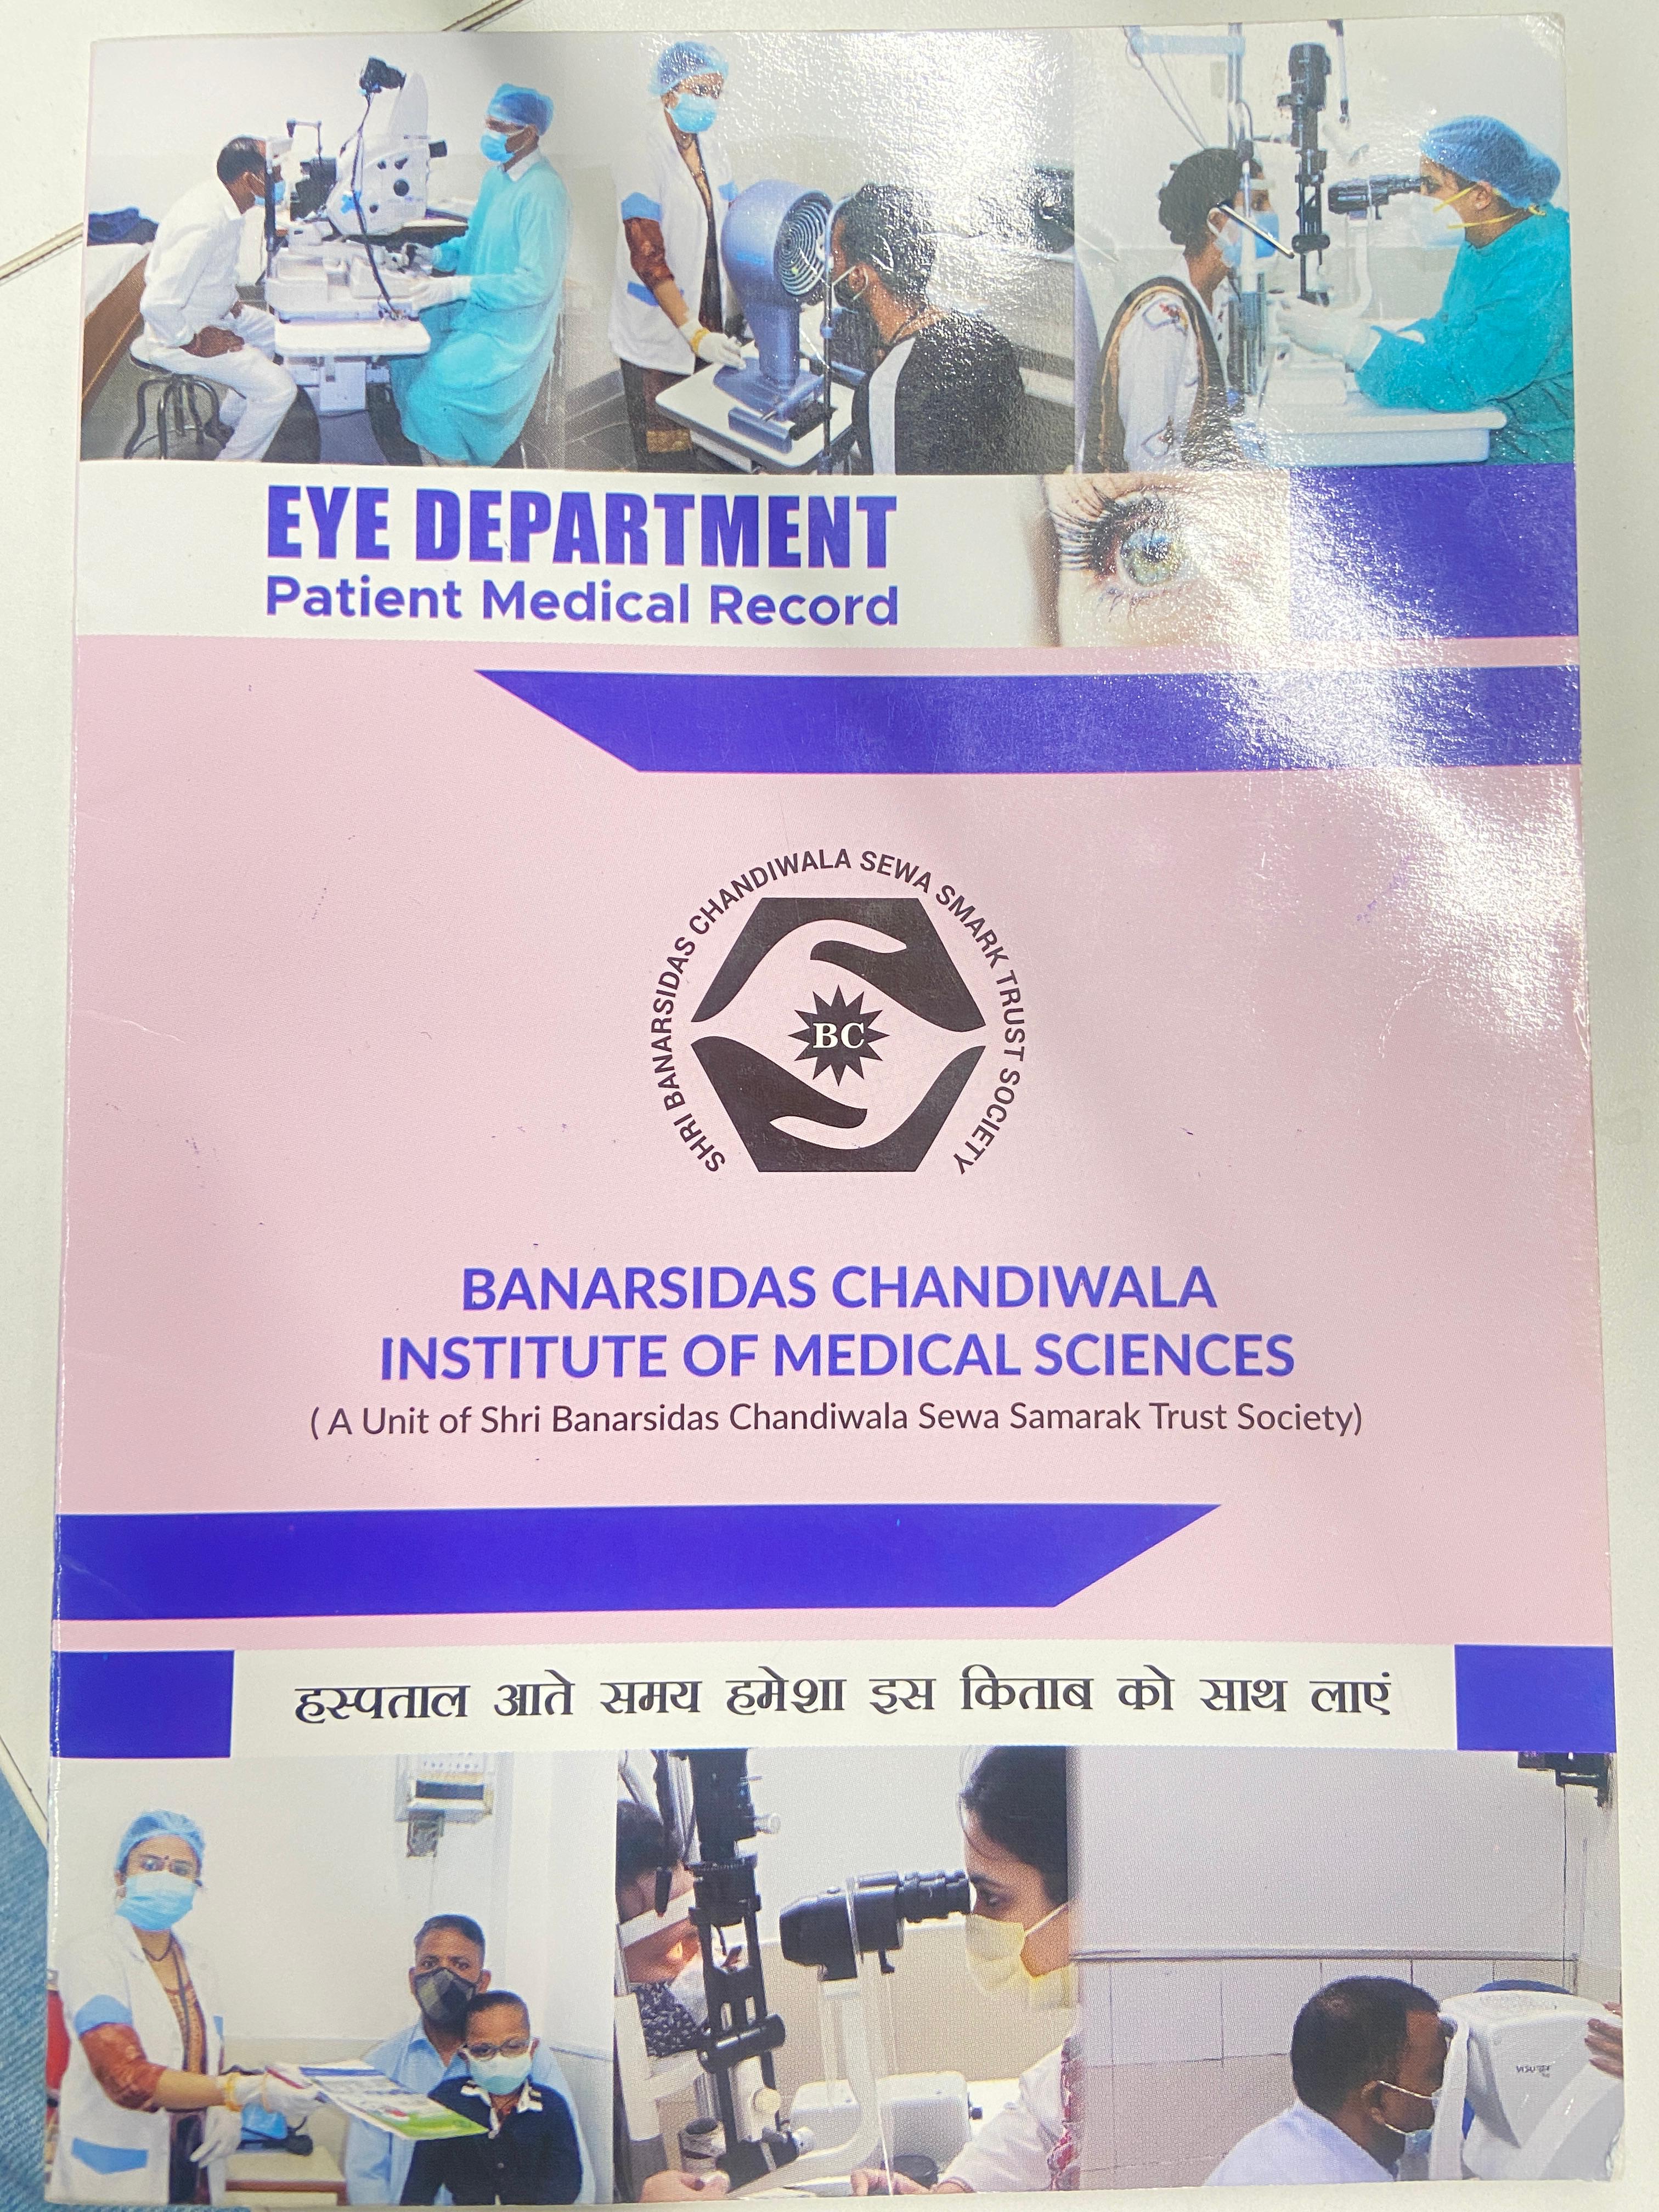 EYE DEPARTMENT
Patient Medical Record
SHRI BANARSIDAS CHANDIWALA SEWA SMARK TRUST SOCIETY
BC
BANARSIDAS CHANDIWALA
INSTITUTE OF MEDICAL SCIENCES
( A Unit of Shri Banarsidas Chandiwala Sewa Samarak Trust Society)
हस्पताल आते समय हमेशा इस किताब को साथ लाएं